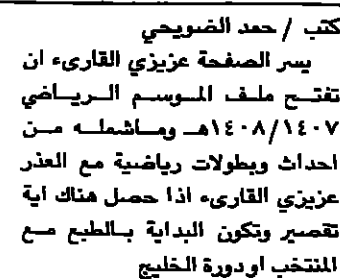 كتب / حمد الضويحي
يسر الصفحة عزيزي القارىء ان
تفتح ملف الموسم الرياضي
١٤٠٨/١٤٠٧هـ وماشمله من
احداث وبطولات رياضية مع العذر
عزيزي القارىء اذا حصل هناك اية
تقصير وتكون البداية بالطبع مع
المنتخب اودورة الخليج